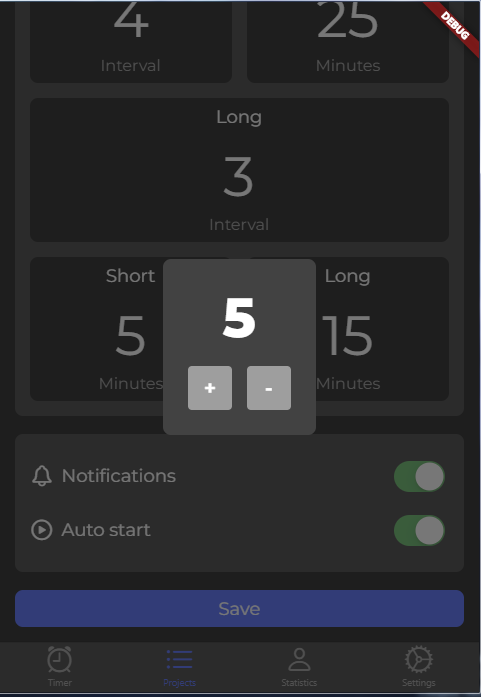 4 25
DEBUG
Interval Minutes
Long
3
Interval
Short Long
5 15
Minutes Minutes
5
+ -
Notifications
Auto start
Save
Timer Projects Statistics Settings